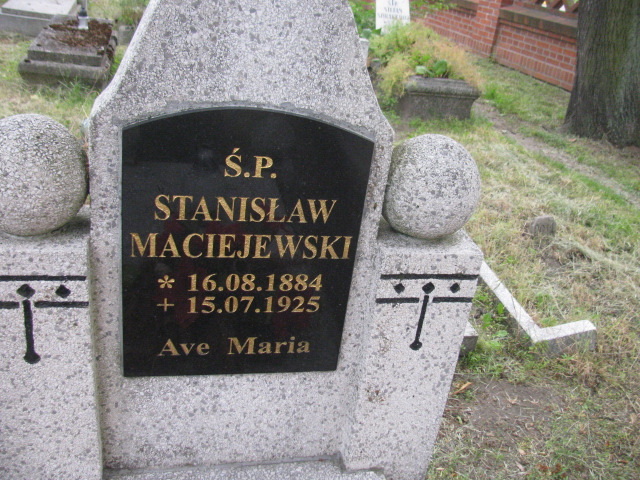 Ś.P.
STANISŁAW
MACIEJEWSKI
* 16.08.1884
+ 15.07.1925
Ave Maria